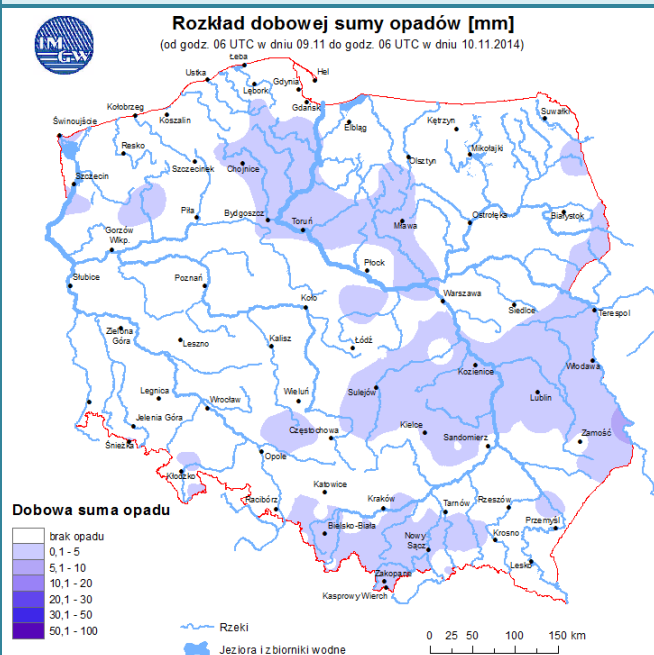 Rozkład dobowej sumy opadów [mm]
(od godz. 06 UTC w dniu 09.11 do godz. 06 UTC w dniu 10.11.2014)
IM
GW
Łeba
Ustka
Hel
Gdynia
Lębork
Gdańsk
Suwałki
Kołobrzeg
Koszalin
Świnoujście
Elbląg
Kętrzyn
Resko
Mikołajki
Szczecinek
Chojnice
Olsztyn
Szczecin
Piła
Bydgoszcz
Toruń
Mława
Ostrołęka
Białystok
Gorzów
Wlkp.
Płock
Słubice
Poznań
Koło
Warszawa
Siedlce
Terespol
Zielona
Góra
Leszno
Kalisz
Łódź
Kozienice
Włodawa
Legnica
Wrocław
Wieluń
Sulejów
Lublin
Jelenia Góra
Częstochowa
Kielce
Sandomierz
Zamość
Śnieżka
Opole
Kłodzko
Katowice
Racibórz
Kraków
Tarnów
Rzeszów
Bielsko-Biała
Przemyśl
Nowy
Sącz
Krosno
Lesko
Zakopane
Kasprowy Wierch
Dobowa suma opadu
brak opadu
0,1 - 5
5,1 - 10
10,1 - 20
20,1 - 30
30,1 - 50
50,1 - 100
Rzeki
Jeziora i zbiorniki wodne
0 25 50 100 150 km